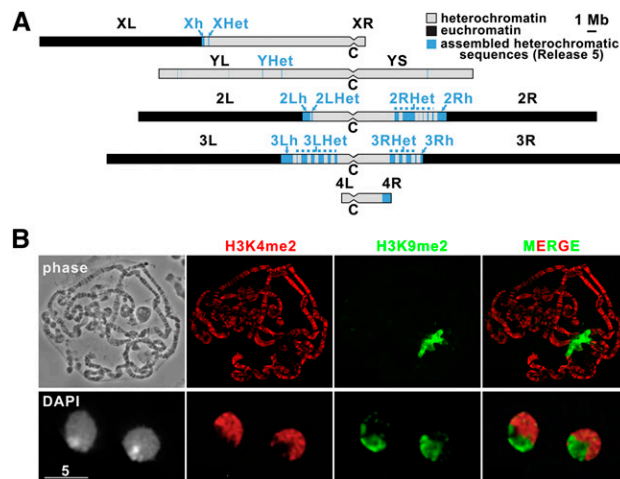 A
XL
Xh
XHet
XR
heterochromatin
euchromatin
assembled heterochromatic
sequences (Release 5)
1 Mb
C
YL
YHet
YS
C
2L
2Lh
2LHet
2RHet
2Rh
2R
C
3L
3Lh
3LHet
3RHet
3Rh
3R
C
4L
4R
C
B
H3K4me2
H3K9me2
MERGE
phase
DAPI
5